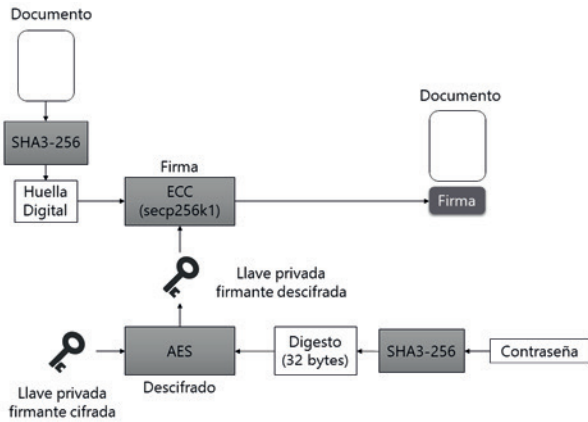 Documento
SHA3-256
Huella
Digital
Firma
ECC
(secp256k1)
Documento
Firma
Llave privada
firmante descifrada
Llave privada
firmante cifrada
AES
Descifrado
Digesto
(32 bytes)
SHA3-256
Contraseña